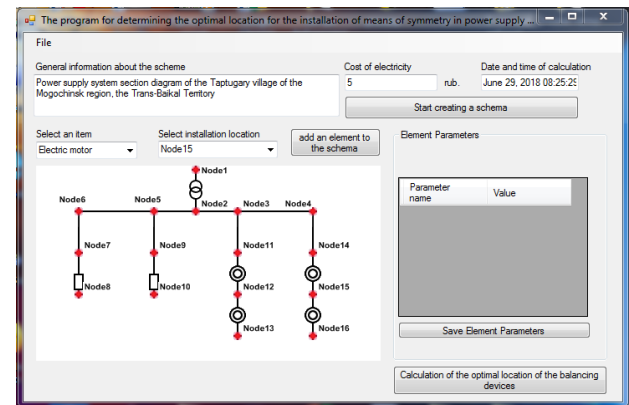 The program for determining the optimal location for the installation of means of symmetry in power supply ...
File
General information about the scheme
Cost of electricity
Date and time of calculation
Power supply system section diagram of the Taptugary village of the
Mogochinsk region, the Trans-Baikal Territory
5
rub.
June 29, 2018 08:25:25
Start creating a schema
Select an item
Select installation location
add an element to
the schema
Element Parameters
Electric motor
Node15
Parameter
name
Value
Node1
Node6
Node5
Node2
Node3
Node4
Node7
Node9
Node11
Node14
Node8
Node10
Node12
Node15
Node13
Node16
Save Element Parameters
Calculation of the optimal location of the balancing
devices